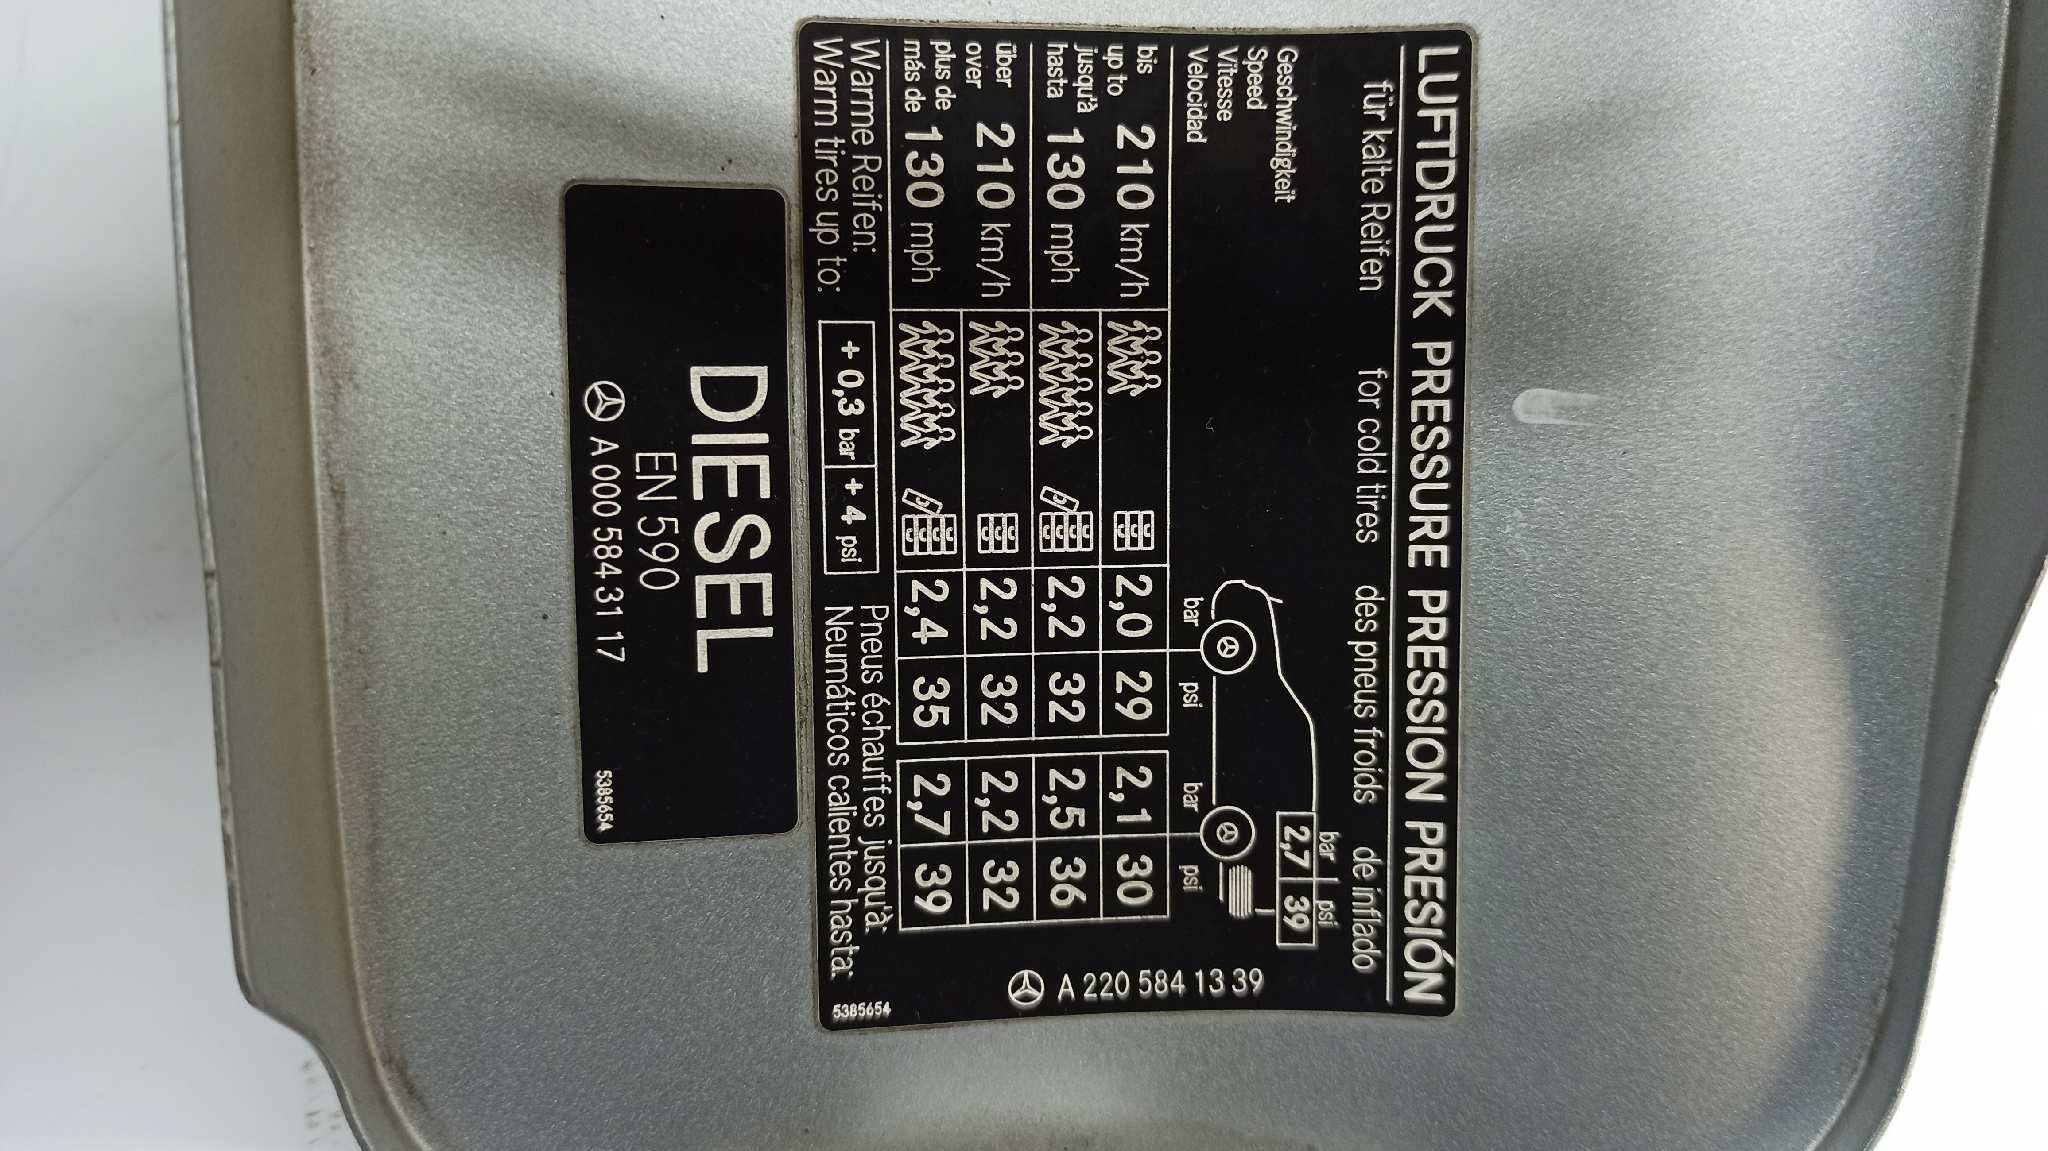 LUFTDRUCK PRESSURE PRESSION PRESIÓN
für kalte Reifen for cold tires des pneus froids de inflado
bar psi
2,7 39
Geschwindigkeit
Speed
Vitesse
Velocidad
bar psi bar psi
bis
up to 210 km/h 2,0 29 2,1 30
jusqu'à
hasta 130 mph 2,2 32 2,5 36
über
over 210 km/h 2,2 32 2,2 32
plus de
más de 130 mph 2,4 35 2,7 39
A 220 584 13 39
Warme Reifen:
Warm tires up to:
+ 0,3 bar + 4 psi
Pneus échauffes jusqu'à:
Neumáticos calientes hasta:
5385654
DIESEL
EN 590
A 000 584 31 17
5385654